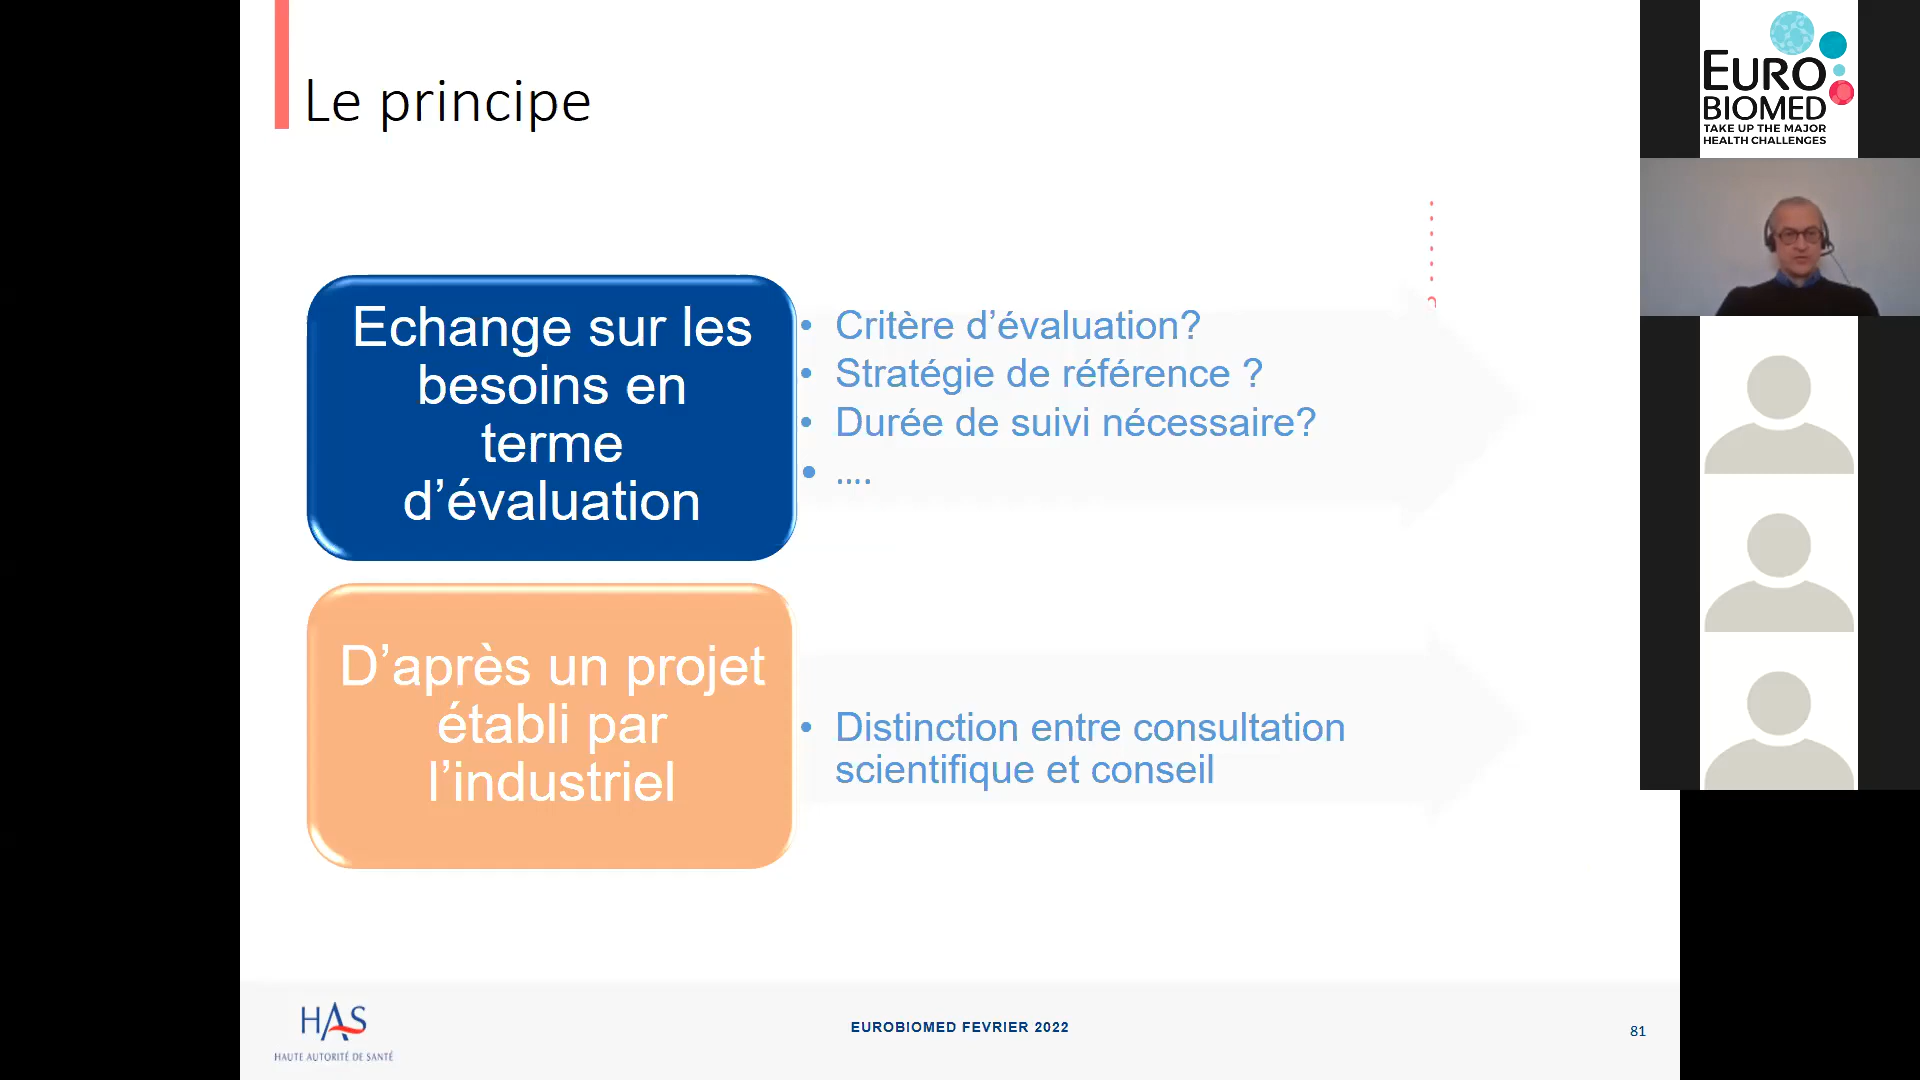 Le principe
Echange sur les
besoins en
terme
d’évaluation
• Critère d’évaluation?
• Stratégie de référence ?
• Durée de suivi nécessaire?
• ....
D’après un projet
établi par
l’industriel
• Distinction entre consultation
scientifique et conseil
HAS
HAUTE AUTORITÉ DE SANTÉ
EUROBIOMED FEVRIER 2022
81
EURO
BIOMED
TAKE UP THE MAJOR
HEALTH CHALLENGES